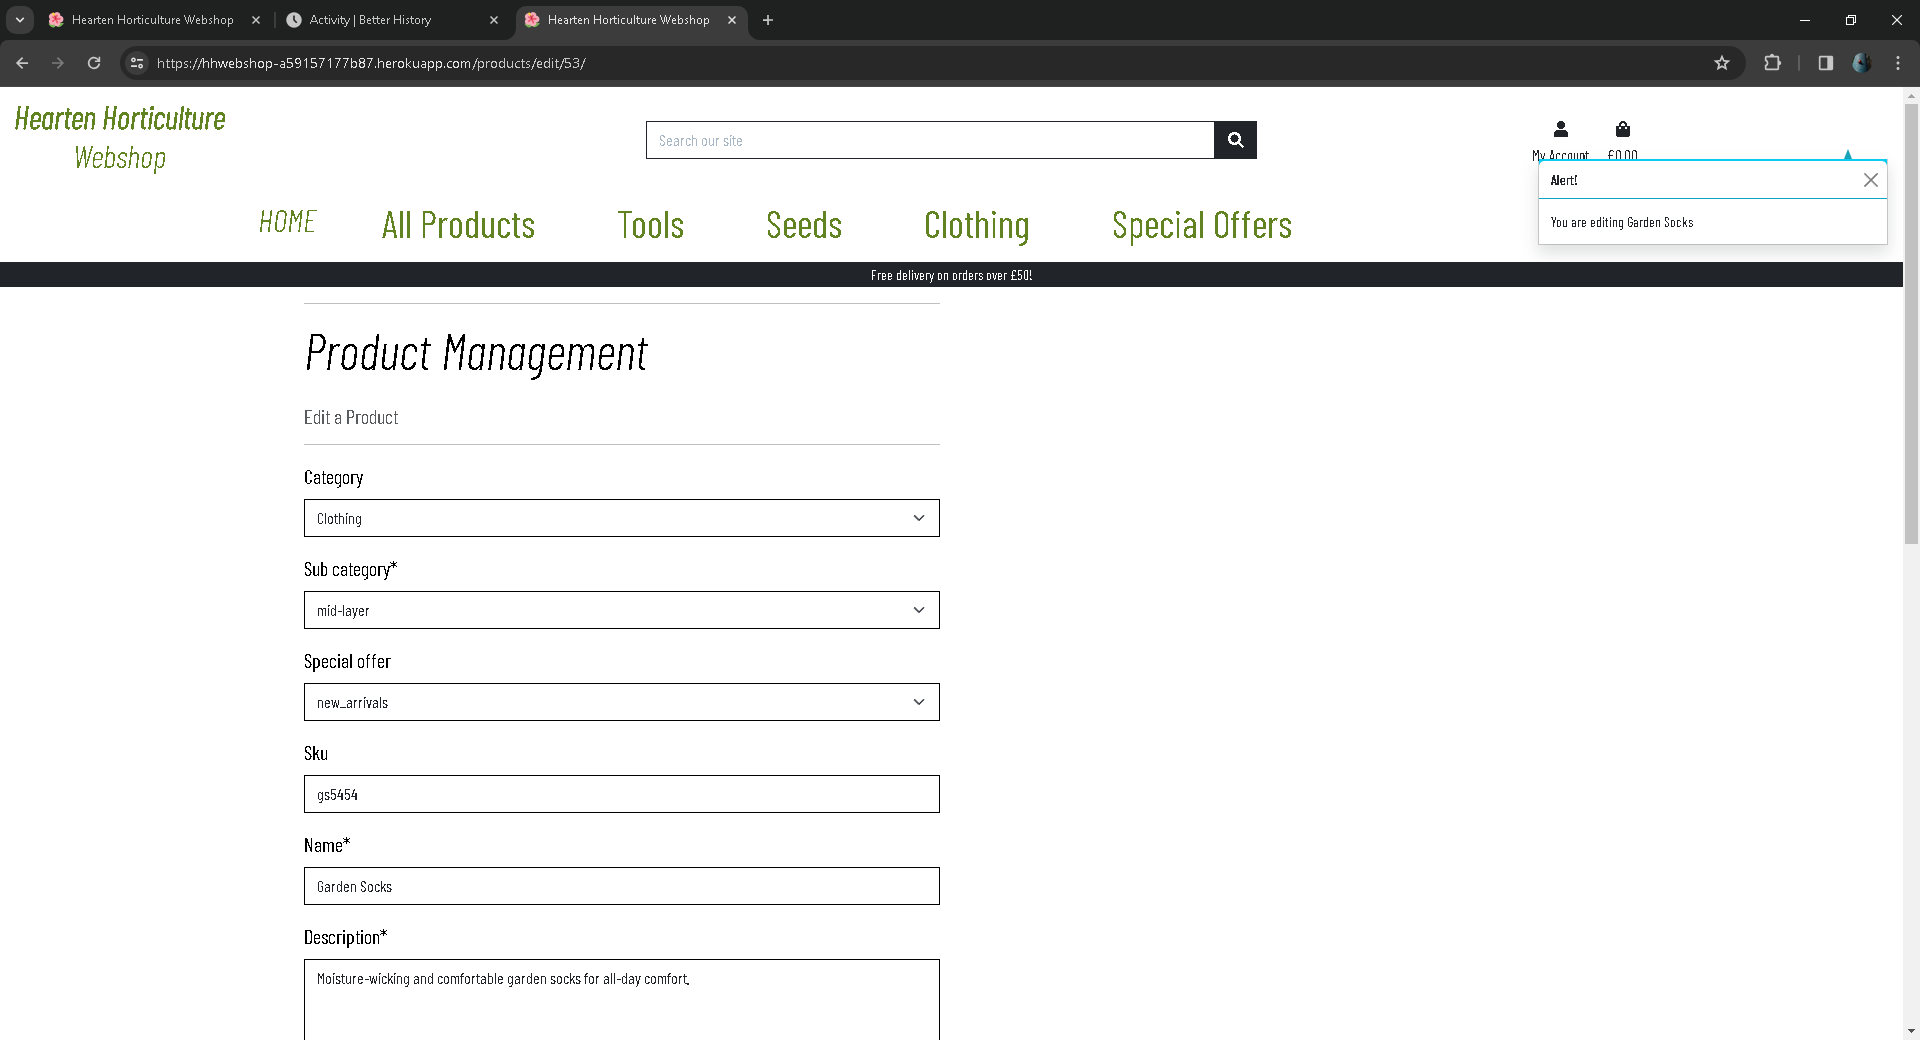 Hearten Horticulture Webshop
Activity | Better History
Hearten Horticulture Webshop
https://hhwebshop-a59157177b87.herokuapp.com/products/edit/53/
Hearten Horticulture
Webshop
Search our site
My Account
£0.00
Alert!
You are editing Garden Socks
HOME
All Products
Tools
Seeds
Clothing
Special Offers
Free delivery on orders over £50!
Product Management
Edit a Product
Category
Clothing
Sub category*
mid-layer
Special offer
new_arrivals
Sku
gs5454
Name*
Garden Socks
Description*
Moisture-wicking and comfortable garden socks for all-day comfort.